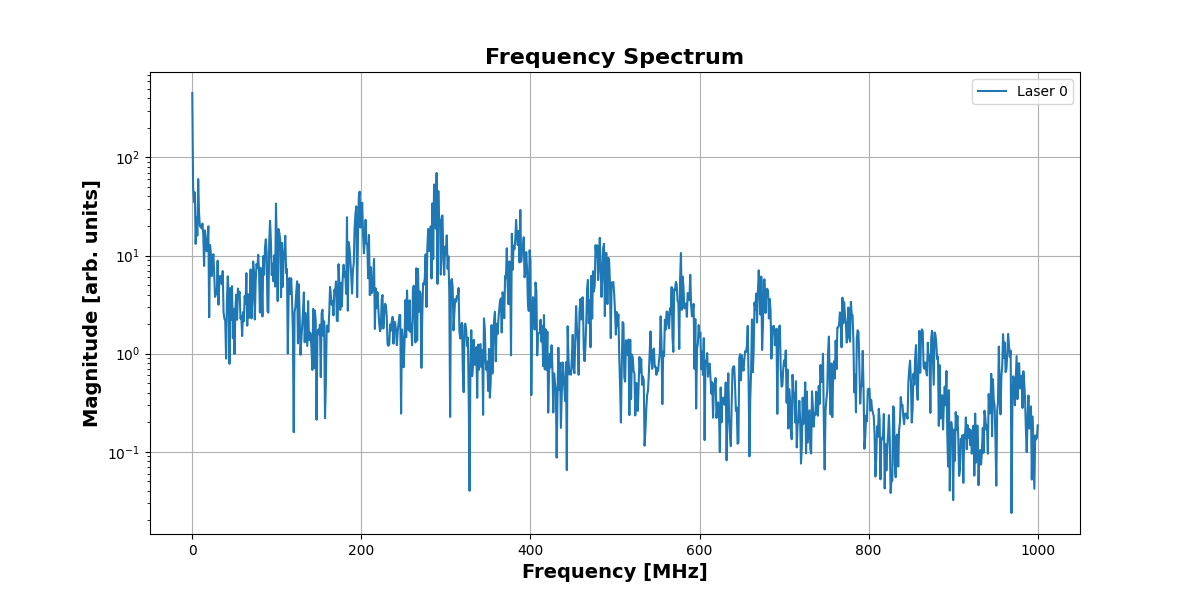 Frequency Spectrum
Laser 0
Magnitude [arb. units]
10²
10¹
10⁰
10⁻¹
0 200 400 600 800 1000
Frequency [MHz]